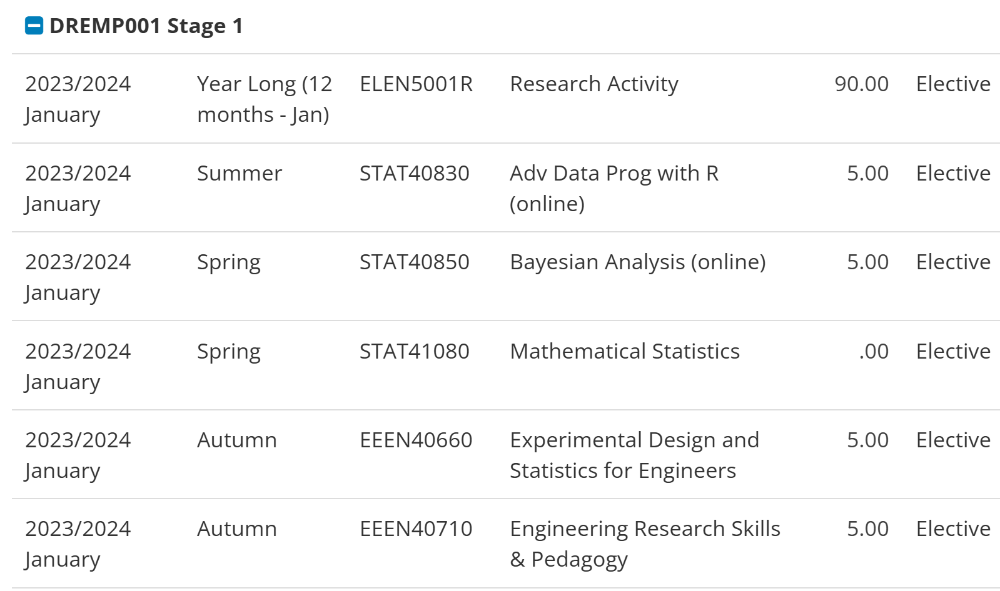 DREMP001 Stage 1
2023/2024 Year Long (12 ELEN5001R Research Activity 90.00 Elective
January months - Jan)
2023/2024 Summer STAT40830 Adv Data Prog with R 5.00 Elective
January (online)
2023/2024 Spring STAT40850 Bayesian Analysis (online) 5.00 Elective
January
2023/2024 Spring STAT41080 Mathematical Statistics .00 Elective
January
2023/2024 Autumn EEEN40660 Experimental Design and 5.00 Elective
January Statistics for Engineers
2023/2024 Autumn EEEN40710 Engineering Research Skills 5.00 Elective
January & Pedagogy